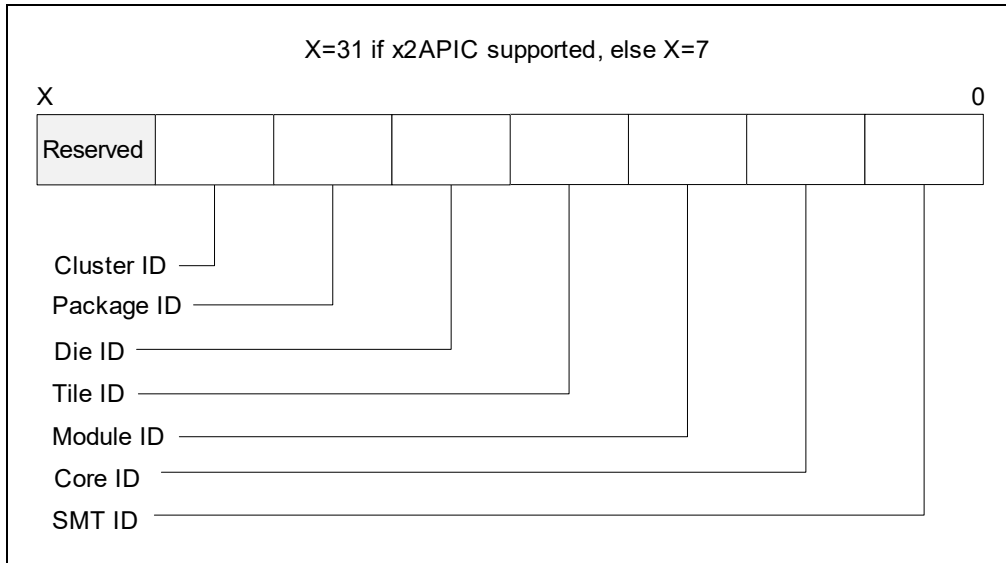 X=31 if x2APIC supported, else X=7
X 0
Reserved
Cluster ID
Package ID
Die ID
Tile ID
Module ID
Core ID
SMT ID